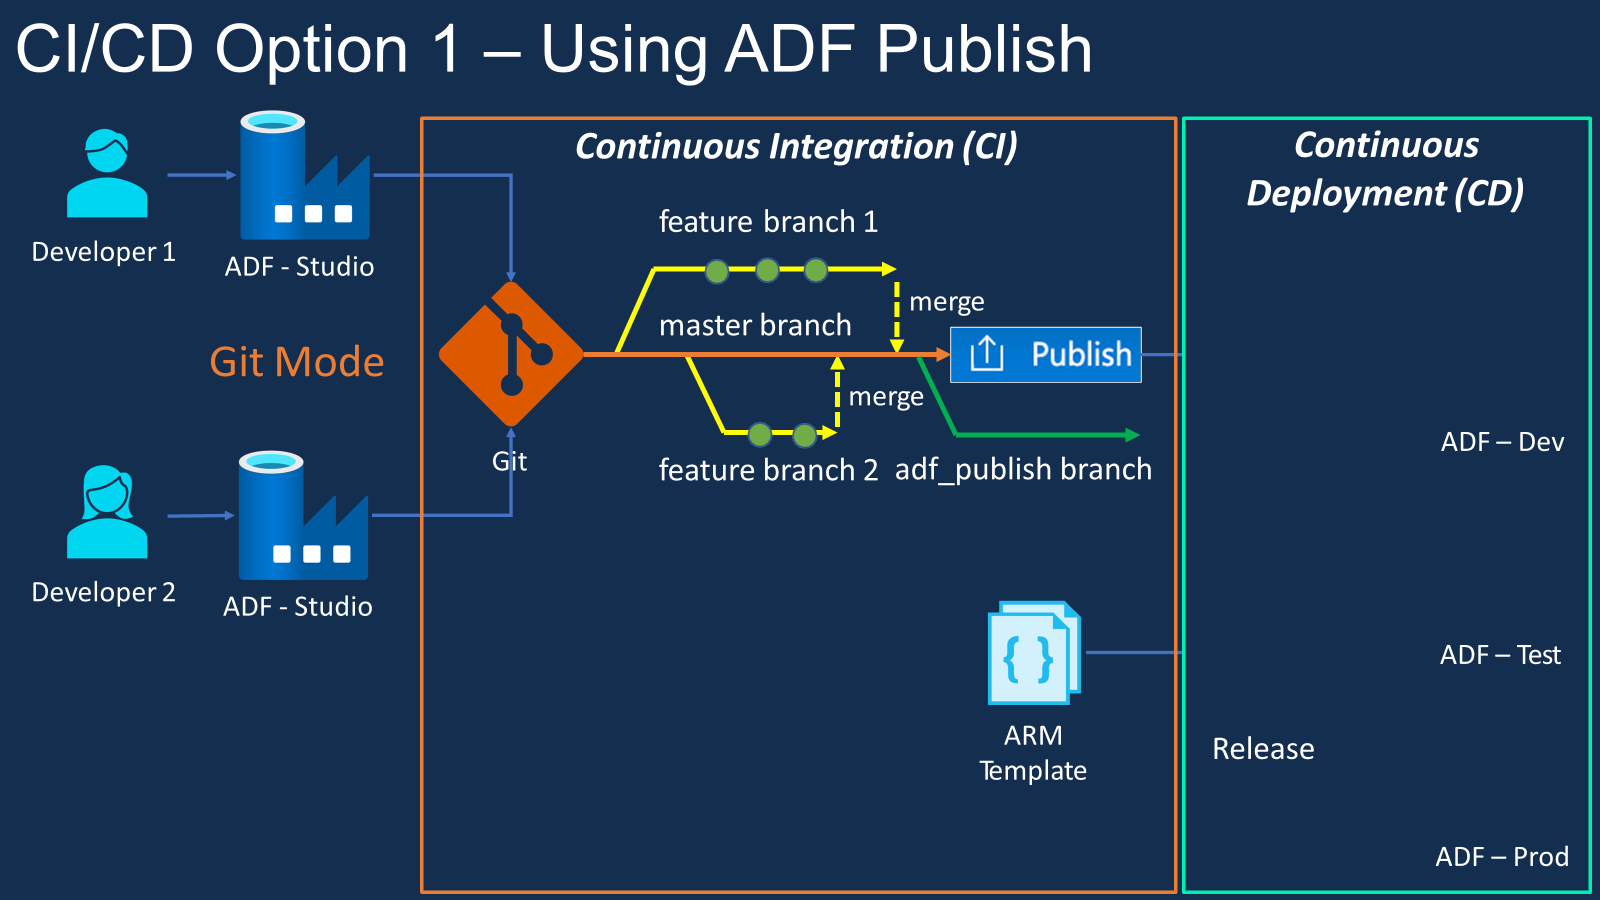 CI/CD Option 1 – Using ADF Publish
Continuous Integration (CI)
Continuous
Deployment (CD)
Developer 1
ADF - Studio
feature branch 1
merge
master branch
Publish
Git Mode
merge
Git
feature branch 2
adf_publish branch
ADF – Dev
Developer 2
ADF - Studio
{ }
ARM
Template
ADF – Test
Release
ADF – Prod